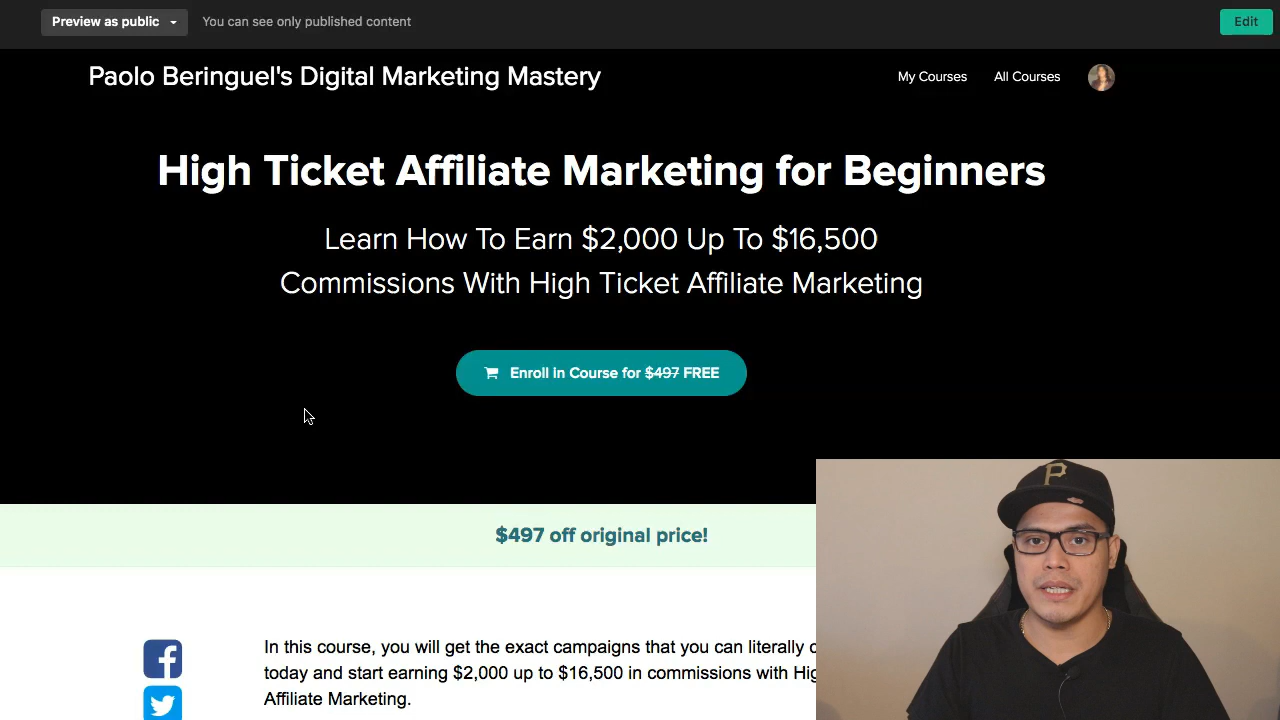 Preview as public
You can see only published content
Edit
Paolo Beringuel's Digital Marketing Mastery
My Courses
All Courses
High Ticket Affiliate Marketing for Beginners
Learn How To Earn $2,000 Up To $16,500
Commissions With High Ticket Affiliate Marketing
Enroll in Course for $497 FREE
$497 off original price!
In this course, you will get the exact campaigns that you can literally
today and start earning $2,000 up to $16,500 in commissions with
Affiliate Marketing.
P